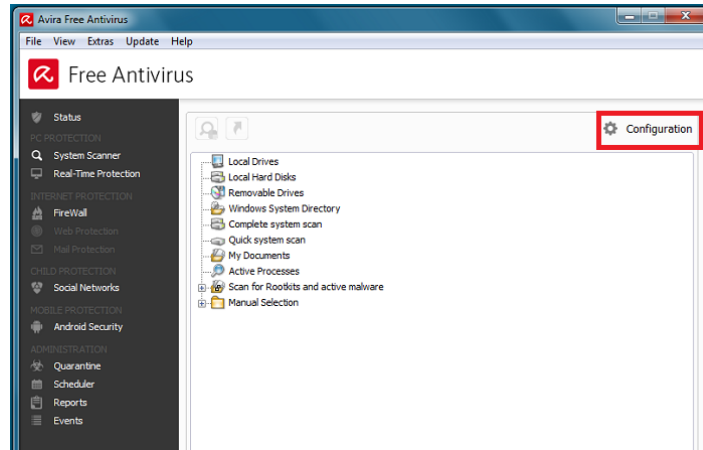 Avira Free Antivirus
File View Extras Update Help
Free Antivirus
Status
PC PROTECTION
System Scanner
Real-Time Protection
INTERNET PROTECTION
FireWall
Web Protection
Mail Protection
CHILD PROTECTION
Social Networks
MOBILE PROTECTION
Android Security
ADMINISTRATION
Quarantine
Scheduler
Reports
Events
Configuration
Local Drives
Local Hard Disks
Removable Drives
Windows System Directory
Complete system scan
Quick system scan
My Documents
Active Processes
Scan for Rootkits and active malware
Manual Selection